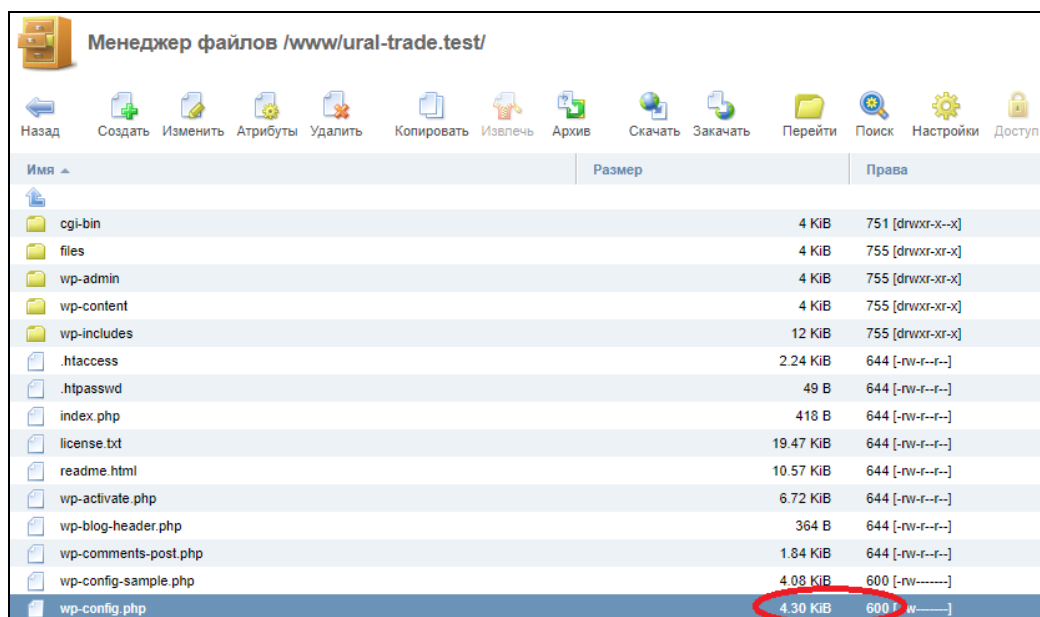 Менеджер файлов /www/ural-trade.test/
Назад Создать Изменить Атрибуты Удалить Копировать Извлечь Архив Скачать Закачать Перейти Поиск Настройки Доступ
Имя Размер Права
cgi-bin 4 KiB 751 [drwxr-x--x]
files 4 KiB 755 [drwxr-xr-x]
wp-admin 4 KiB 755 [drwxr-xr-x]
wp-content 4 KiB 755 [drwxr-xr-x]
wp-includes 12 KiB 755 [drwxr-xr-x]
.htaccess 2.24 KiB 644 [-rw-r--r--]
.htpasswd 49 B 644 [-rw-r--r--]
index.php 418 B 644 [-rw-r--r--]
license.txt 19.47 KiB 644 [-rw-r--r--]
readme.html 10.57 KiB 644 [-rw-r--r--]
wp-activate.php 6.72 KiB 644 [-rw-r--r--]
wp-blog-header.php 364 B 644 [-rw-r--r--]
wp-comments-post.php 1.84 KiB 644 [-rw-r--r--]
wp-config-sample.php 4.08 KiB 600 [-rw-------]
wp-config.php 4.30 KiB 600